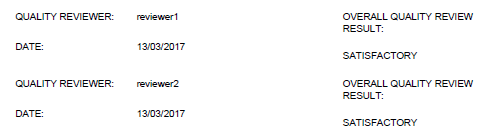 QUALITY REVIEWER: reviewer1 OVERALL QUALITY REVIEW
RESULT:
DATE: 13/03/2017
SATISFACTORY
QUALITY REVIEWER: reviewer2 OVERALL QUALITY REVIEW
RESULT:
DATE: 13/03/2017
SATISFACTORY